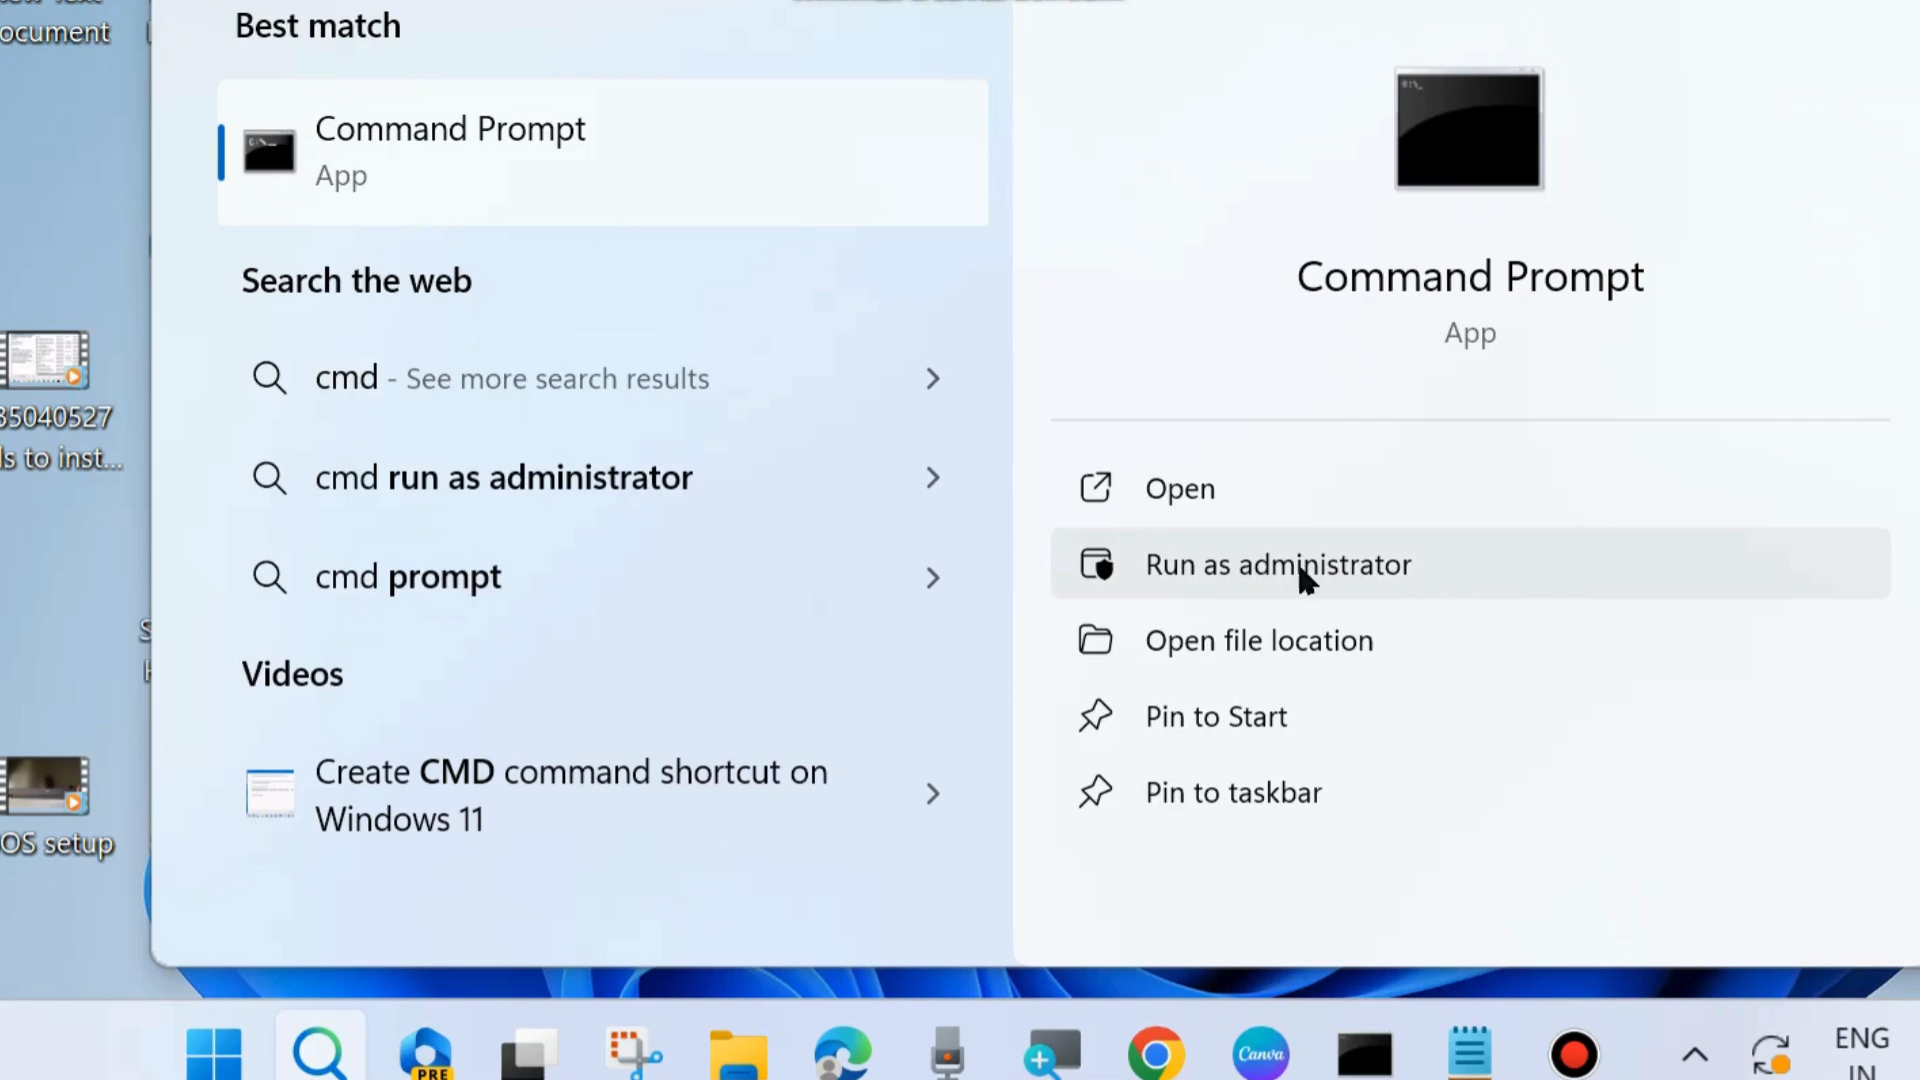 ocument
Best match
Command Prompt
App
Search the web
cmd - See more search results
cmd run as administrator
cmd prompt
Videos
Create CMD command shortcut on
Windows 11
Command Prompt
App
Open
Run as administrator
Open file location
Pin to Start
Pin to taskbar
35040527
ls to inst...
OS setup
PRE
Canva
ENG
IN